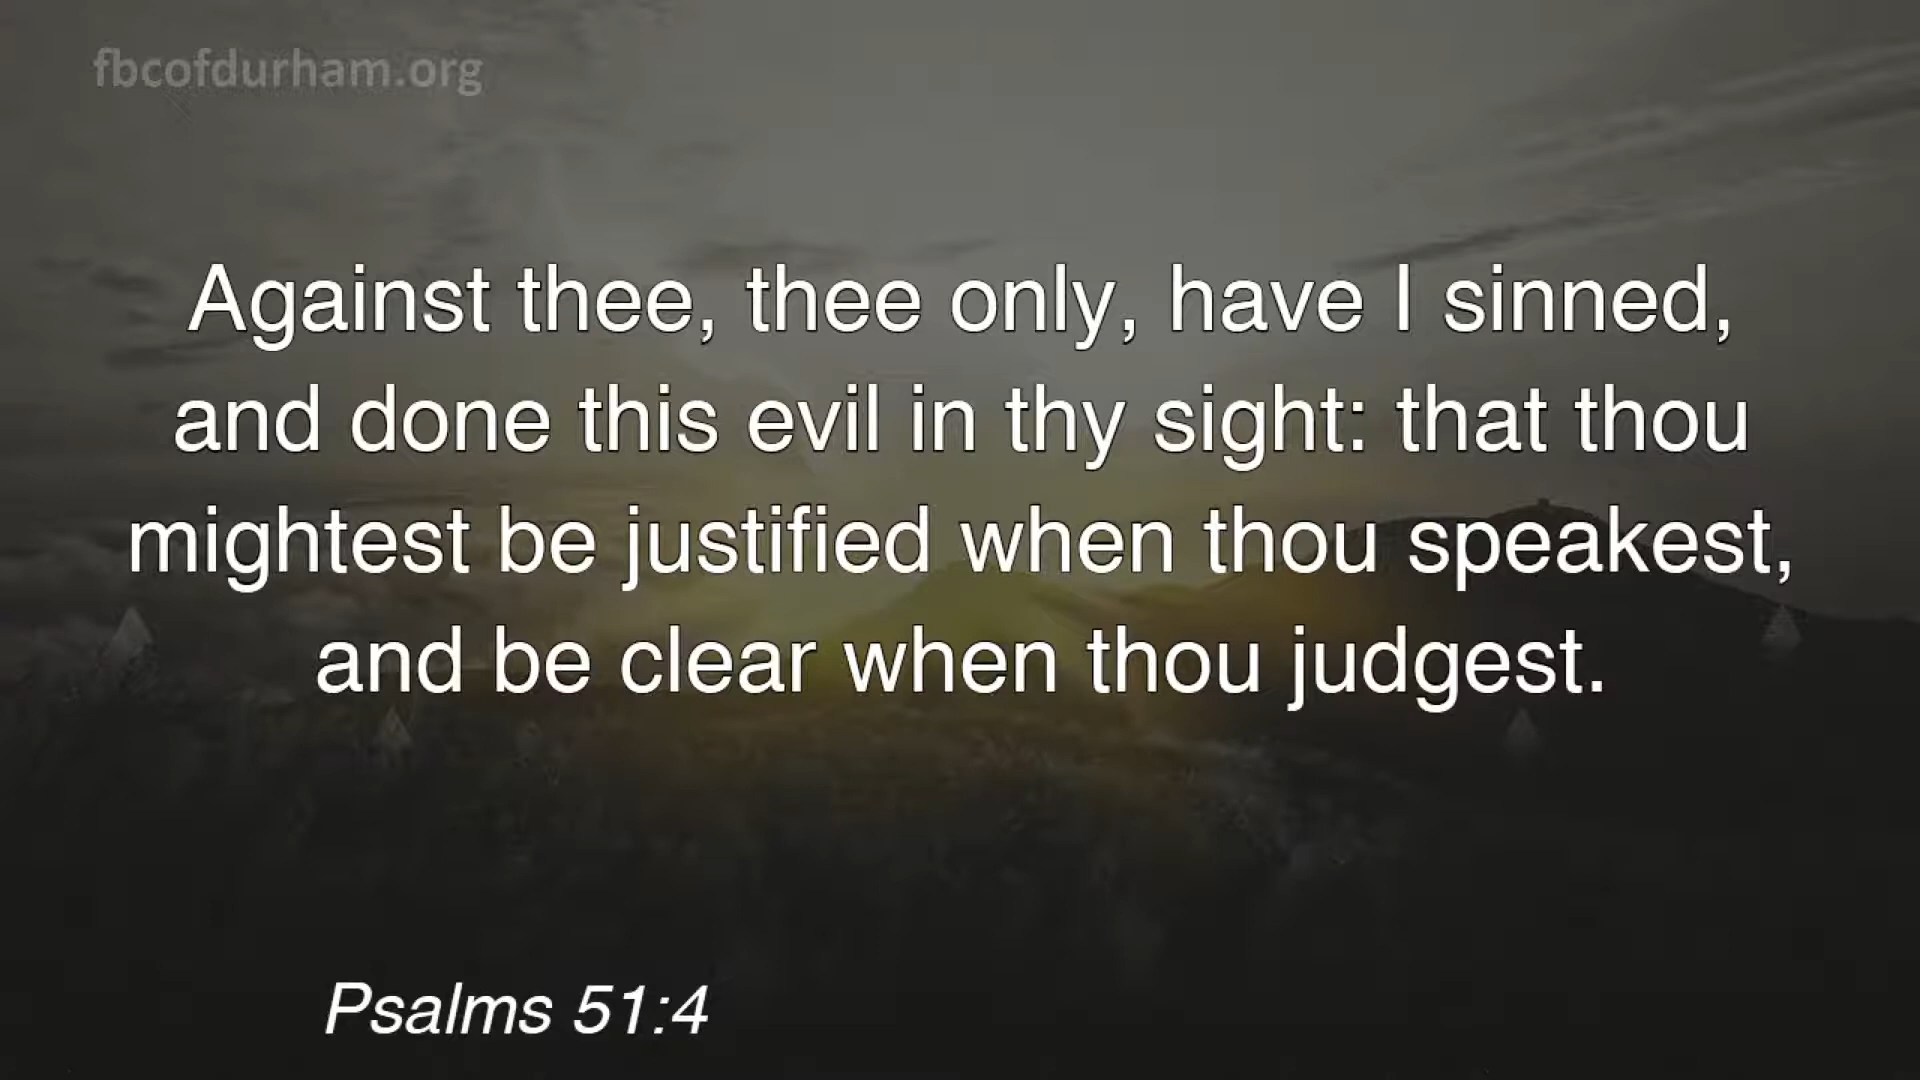 fbcofdurham.org
Against thee, thee only, have I sinned,
and done this evil in thy sight: that thou
mightest be justified when thou speakest,
and be clear when thou judgest.
Psalms 51:4